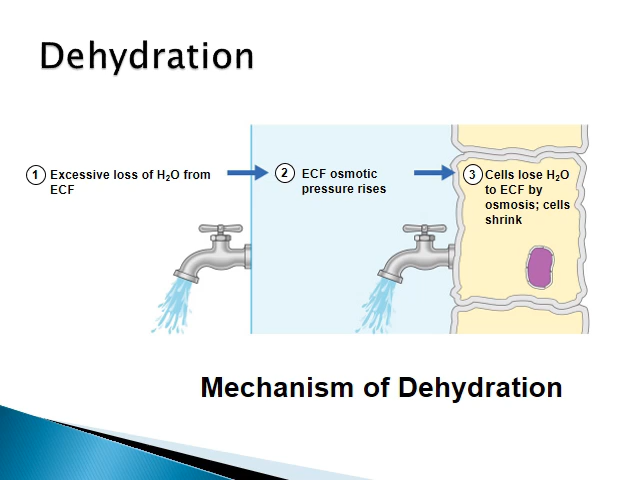 Dehydration
1 Excessive loss of H₂O from
ECF
2 ECF osmotic
pressure rises
3 Cells lose H₂O
to ECF by
osmosis; cells
shrink
Mechanism of Dehydration